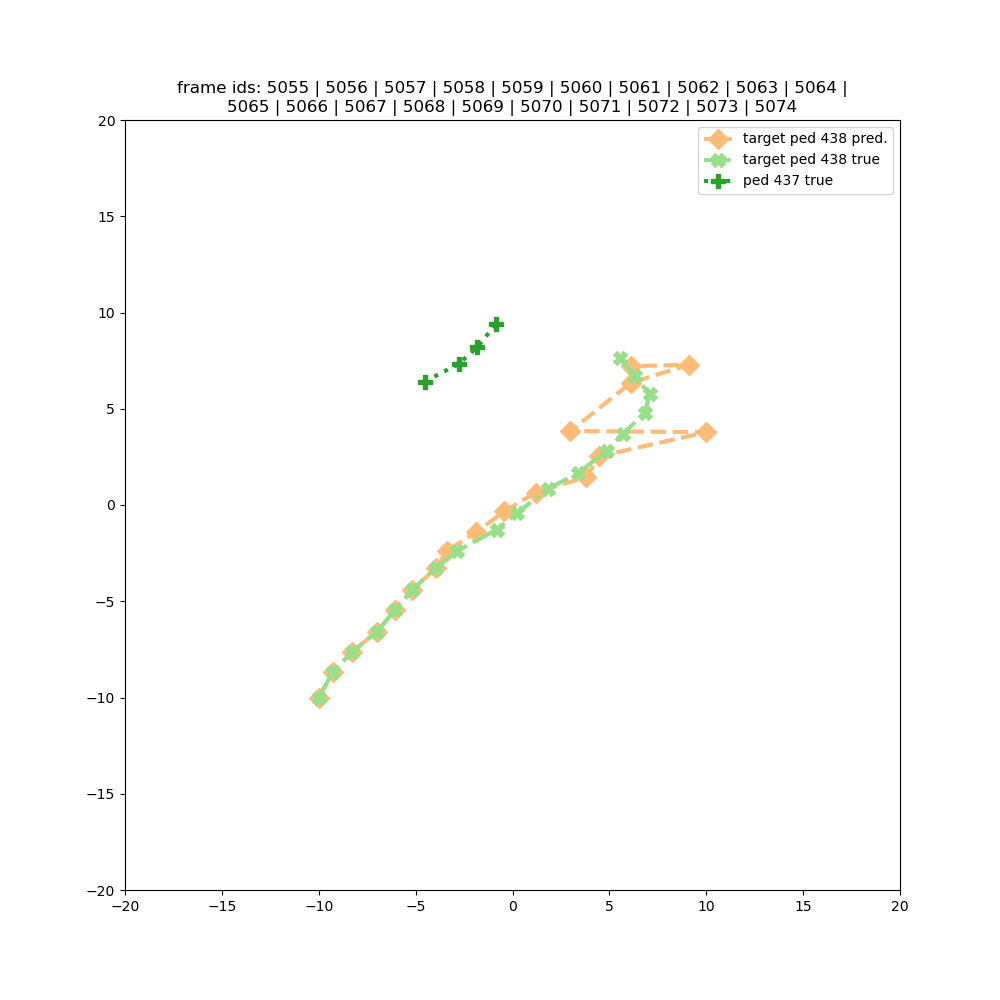 frame ids: 5055 | 5056 | 5057 | 5058 | 5059 | 5060 | 5061 | 5062 | 5063 | 5064 |
5065 | 5066 | 5067 | 5068 | 5069 | 5070 | 5071 | 5072 | 5073 | 5074
target ped 438 pred.
target ped 438 true
ped 437 true
20
15
10
5
0
−5
−10
−15
−20
−20 −15 −10 −5 0 5 10 15 20